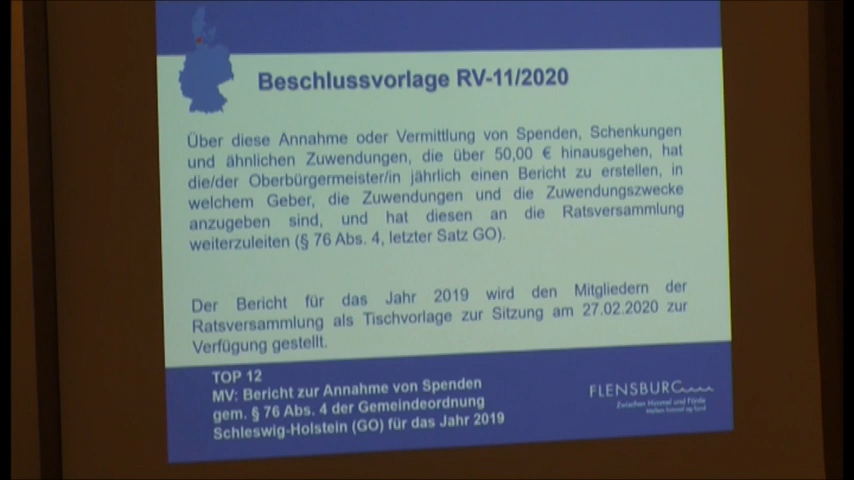 Beschlussvorlage RV-11/2020
Über diese Annahme oder Vermittlung von Spenden, Schenkungen
und ähnlichen Zuwendungen, die über 50,00 € hinausgehen, hat
die/der Oberbürgermeister/in jährlich einen Bericht zu erstellen, in
welchem Geber, die Zuwendungen und die Zuwendungszwecke
anzugeben sind, und hat diesen an die Ratsversammlung
weiterzuleiten (§ 76 Abs. 4, letzter Satz GO).
Der Bericht für das Jahr 2019 wird den Mitgliedern der
Ratsversammlung als Tischvorlage zur Sitzung am 27.02.2020 zur
Verfügung gestellt.
TOP 12
MV: Bericht zur Annahme von Spenden
gem. § 76 Abs. 4 der Gemeindeordnung
Schleswig-Holstein (GO) für das Jahr 2019
FLENSBURG
Zwischen Himmel und Förde
Mellem himmel og fjord